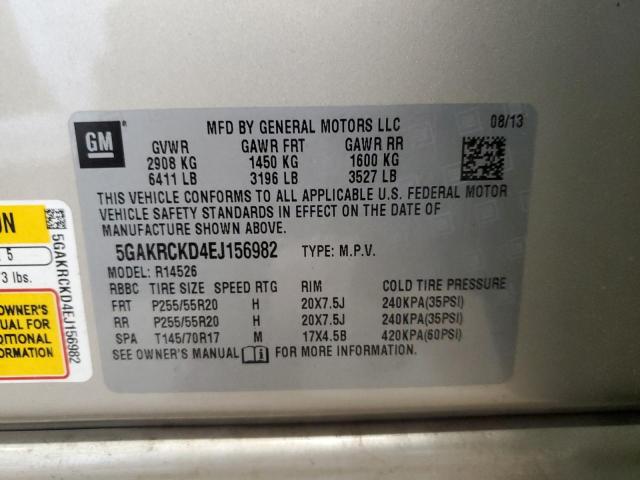 GM
MFD BY GENERAL MOTORS LLC 08/13
GVWR GAWR FRT GAWR RR
2908 KG 1450 KG 1600 KG
6411 LB 3196 LB 3527 LB
THIS VEHICLE CONFORMS TO ALL APPLICABLE U.S. FEDERAL MOTOR
VEHICLE SAFETY STANDARDS IN EFFECT ON THE DATE OF
MANUFACTURE SHOWN ABOVE.
5GAKRCKD4EJ156982 TYPE: M.P.V.
MODEL: R14526
RBBC TIRE SIZE SPEED RTG RIM COLD TIRE PRESSURE
FRT P255/55R20 H 20X7.5J 240KPA(35PSI)
RR P255/55R20 H 20X7.5J 240KPA(35PSI)
SPA T145/70R17 M 17X4.5B 420KPA(60PSI)
SEE OWNER'S MANUAL FOR MORE INFORMATION.
ON
5
3 lbs.
OWNER'S
NUAL FOR
DITIONAL
ORMATION
5GAKRCKD4EJ156982